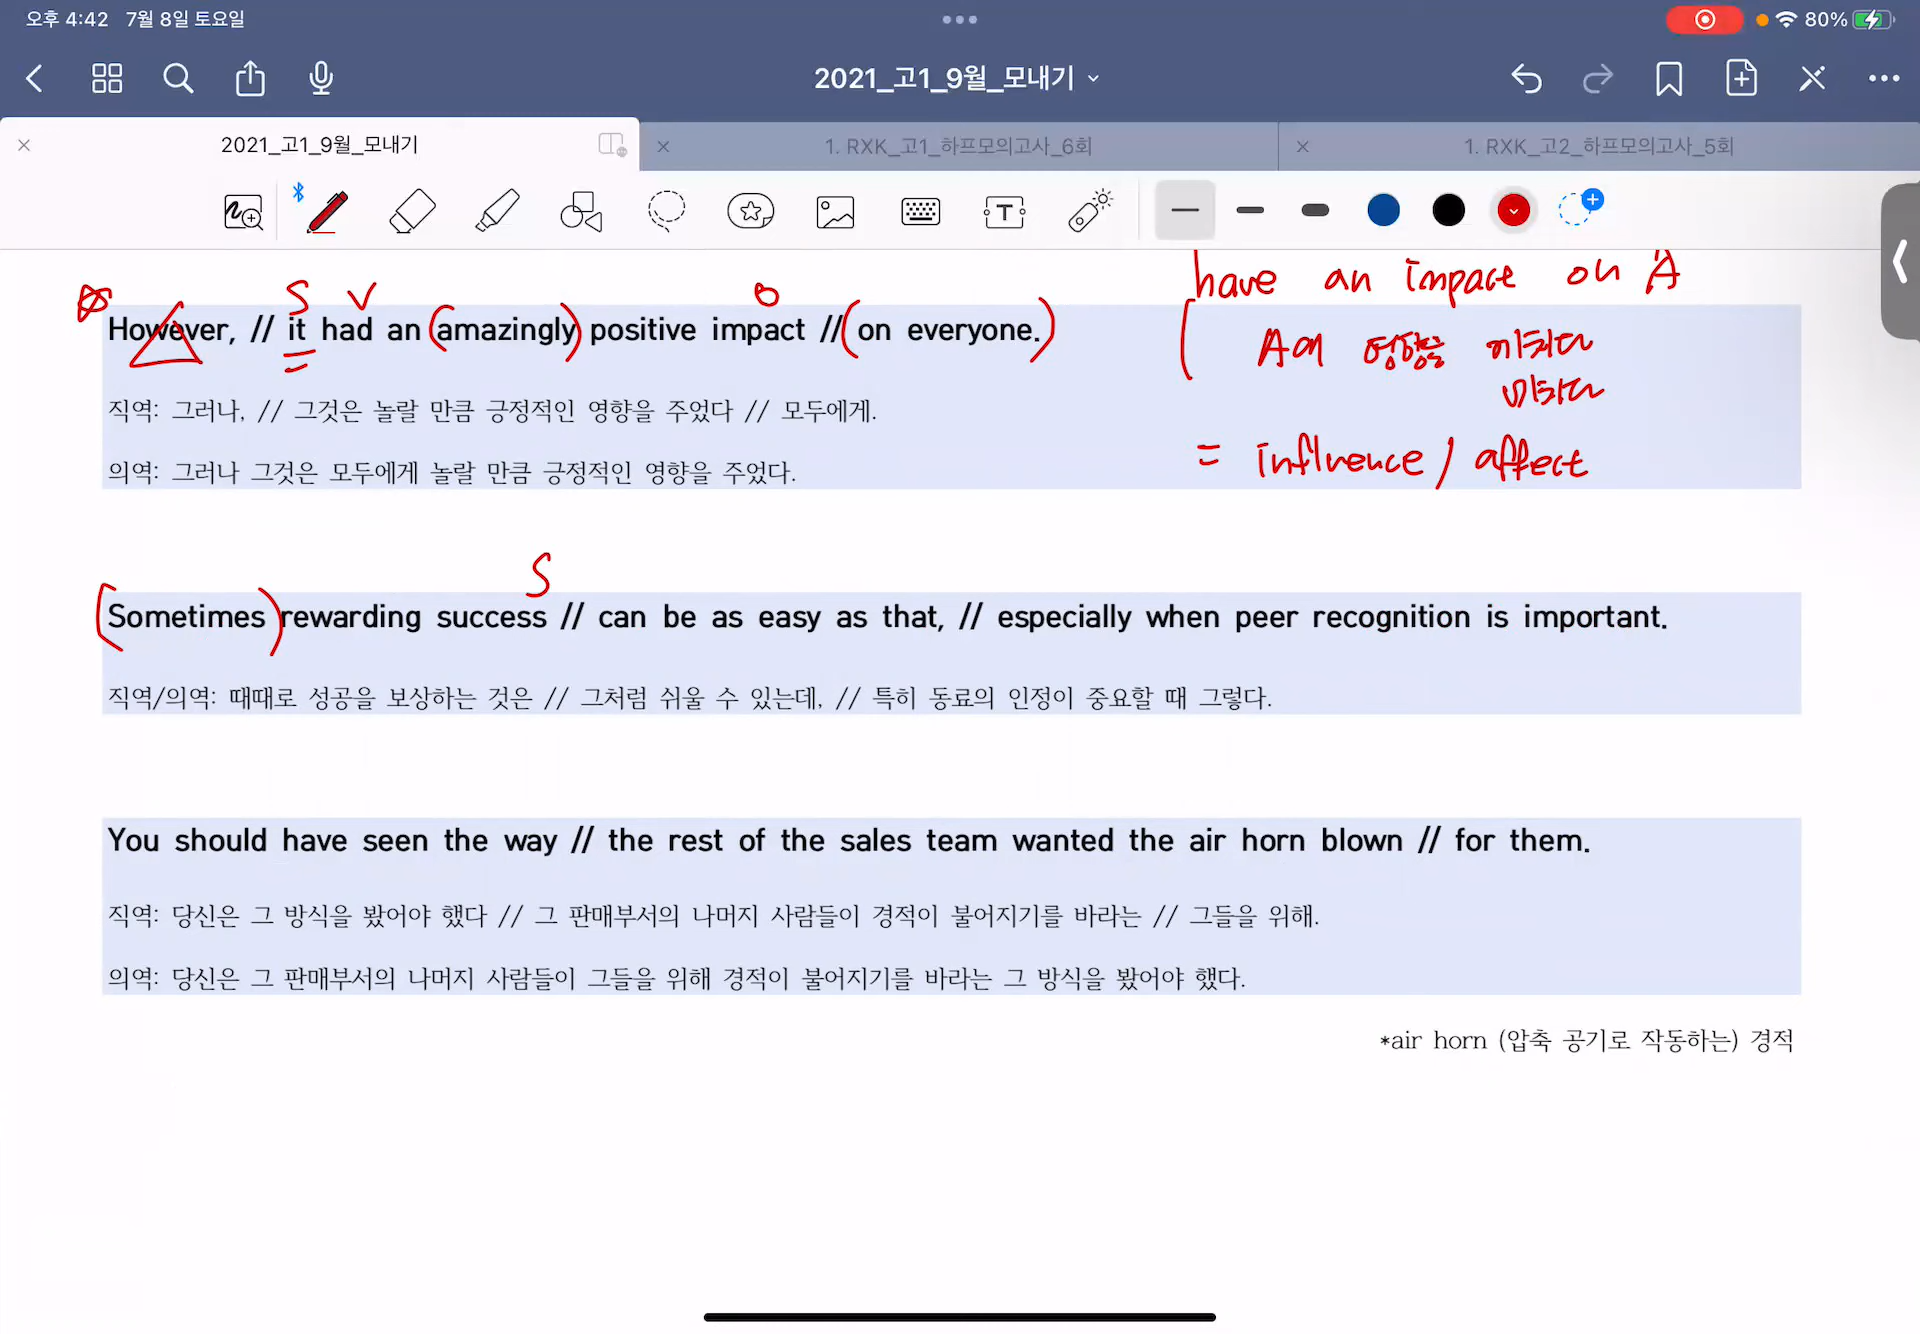 오후 4:42 7월 8일 토요일
80%
2021_고1_9월_모내기
2021_고1_9월_모내기
1. RXK_고1_하프모의고사_6회
1. RXK_고2_하프모의고사_5회
have an impact on A
S V O
However, // it had an (amazingly) positive impact // (on everyone.)
A에 영향을 끼치다
미치다
직역: 그러나, // 그것은 놀랄 만큼 긍정적인 영향을 주었다 // 모두에게.
= influence / affect
의역: 그러나 그것은 모두에게 놀랄 만큼 긍정적인 영향을 주었다.
S
(Sometimes) rewarding success // can be as easy as that, // especially when peer recognition is important.
직역/의역: 때때로 성공을 보상하는 것은 // 그처럼 쉬울 수 있는데, // 특히 동료의 인정이 중요할 때 그렇다.
You should have seen the way // the rest of the sales team wanted the air horn blown // for them.
직역: 당신은 그 방식을 봤어야 했다 // 그 판매부서의 나머지 사람들이 경적이 불어지기를 바라는 // 그들을 위해.
의역: 당신은 그 판매부서의 나머지 사람들이 그들을 위해 경적이 불어지기를 바라는 그 방식을 봤어야 했다.
*air horn (압축 공기로 작동하는) 경적